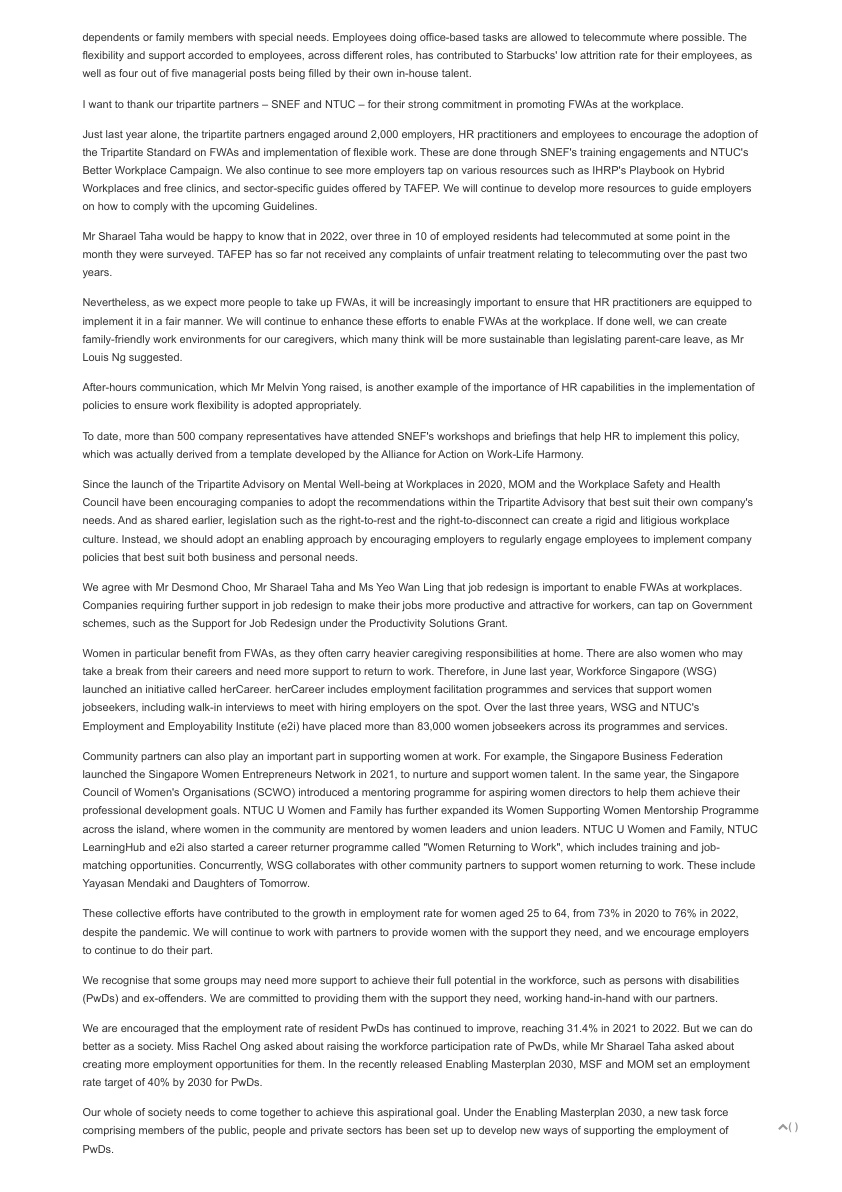 dependents or family members with special needs. Employees doing office-based tasks are allowed to telecommute where possible. The
flexibility and support accorded to employees, across different roles, has contributed to Starbucks' low attrition rate for their employees, as
well as four out of five managerial posts being filled by their own in-house talent.
I want to thank our tripartite partners – SNEF and NTUC – for their strong commitment in promoting FWAs at the workplace.
Just last year alone, the tripartite partners engaged around 2,000 employers, HR practitioners and employees to encourage the adoption of
the Tripartite Standard on FWAs and implementation of flexible work. These are done through SNEF's training engagements and NTUC's
Better Workplace Campaign. We also continue to see more employers tap on various resources such as IHRP's Playbook on Hybrid
Workplaces and free clinics, and sector-specific guides offered by TAFEP. We will continue to develop more resources to guide employers
on how to comply with the upcoming Guidelines.
Mr Sharael Taha would be happy to know that in 2022, over three in 10 of employed residents had telecommuted at some point in the
month they were surveyed. TAFEP has so far not received any complaints of unfair treatment relating to telecommuting over the past two
years.
Nevertheless, as we expect more people to take up FWAs, it will be increasingly important to ensure that HR practitioners are equipped to
implement it in a fair manner. We will continue to enhance these efforts to enable FWAs at the workplace. If done well, we can create
family-friendly work environments for our caregivers, which many think will be more sustainable than legislating parent-care leave, as Mr
Louis Ng suggested.
After-hours communication, which Mr Melvin Yong raised, is another example of the importance of HR capabilities in the implementation of
policies to ensure work flexibility is adopted appropriately.
To date, more than 500 company representatives have attended SNEF's workshops and briefings that help HR to implement this policy,
which was actually derived from a template developed by the Alliance for Action on Work-Life Harmony.
Since the launch of the Tripartite Advisory on Mental Well-being at Workplaces in 2020, MOM and the Workplace Safety and Health
Council have been encouraging companies to adopt the recommendations within the Tripartite Advisory that best suit their own company's
needs. And as shared earlier, legislation such as the right-to-rest and the right-to-disconnect can create a rigid and litigious workplace
culture. Instead, we should adopt an enabling approach by encouraging employers to regularly engage employees to implement company
policies that best suit both business and personal needs.
We agree with Mr Desmond Choo, Mr Sharael Taha and Ms Yeo Wan Ling that job redesign is important to enable FWAs at workplaces.
Companies requiring further support in job redesign to make their jobs more productive and attractive for workers, can tap on Government
schemes, such as the Support for Job Redesign under the Productivity Solutions Grant.
Women in particular benefit from FWAs, as they often carry heavier caregiving responsibilities at home. There are also women who may
take a break from their careers and need more support to return to work. Therefore, in June last year, Workforce Singapore (WSG)
launched an initiative called herCareer. herCareer includes employment facilitation programmes and services that support women
jobseekers, including walk-in interviews to meet with hiring employers on the spot. Over the last three years, WSG and NTUC's
Employment and Employability Institute (e2i) have placed more than 83,000 women jobseekers across its programmes and services.
Community partners can also play an important part in supporting women at work. For example, the Singapore Business Federation
launched the Singapore Women Entrepreneurs Network in 2021, to nurture and support women talent. In the same year, the Singapore
Council of Women's Organisations (SCWO) introduced a mentoring programme for aspiring women directors to help them achieve their
professional development goals. NTUC U Women and Family has further expanded its Women Supporting Women Mentorship Programme
across the island, where women in the community are mentored by women leaders and union leaders. NTUC U Women and Family, NTUC
LearningHub and e2i also started a career returner programme called "Women Returning to Work", which includes training and job-
matching opportunities. Concurrently, WSG collaborates with other community partners to support women returning to work. These include
Yayasan Mendaki and Daughters of Tomorrow.
These collective efforts have contributed to the growth in employment rate for women aged 25 to 64, from 73% in 2020 to 76% in 2022,
despite the pandemic. We will continue to work with partners to provide women with the support they need, and we encourage employers
to continue to do their part.
We recognise that some groups may need more support to achieve their full potential in the workforce, such as persons with disabilities
(PwDs) and ex-offenders. We are committed to providing them with the support they need, working hand-in-hand with our partners.
We are encouraged that the employment rate of resident PwDs has continued to improve, reaching 31.4% in 2021 to 2022. But we can do
better as a society. Miss Rachel Ong asked about raising the workforce participation rate of PwDs, while Mr Sharael Taha asked about
creating more employment opportunities for them. In the recently released Enabling Masterplan 2030, MSF and MOM set an employment
rate target of 40% by 2030 for PwDs.
Our whole of society needs to come together to achieve this aspirational goal. Under the Enabling Masterplan 2030, a new task force
comprising members of the public, people and private sectors has been set up to develop new ways of supporting the employment of
PwDs.
( )